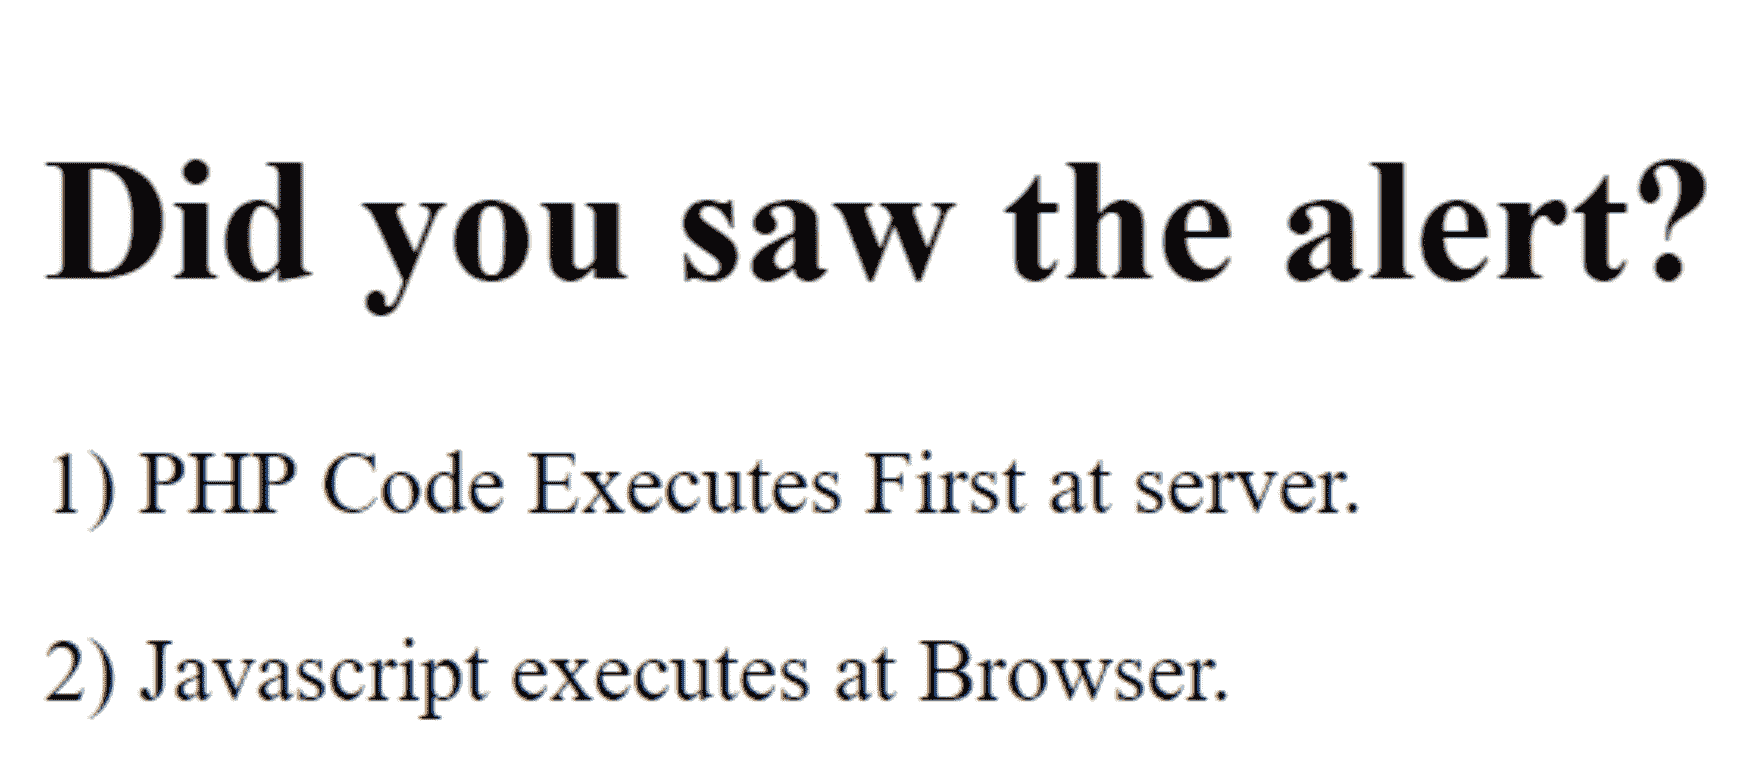 Did you saw the alert?
1) PHP Code Executes First at server.
2) Javascript executes at Browser.